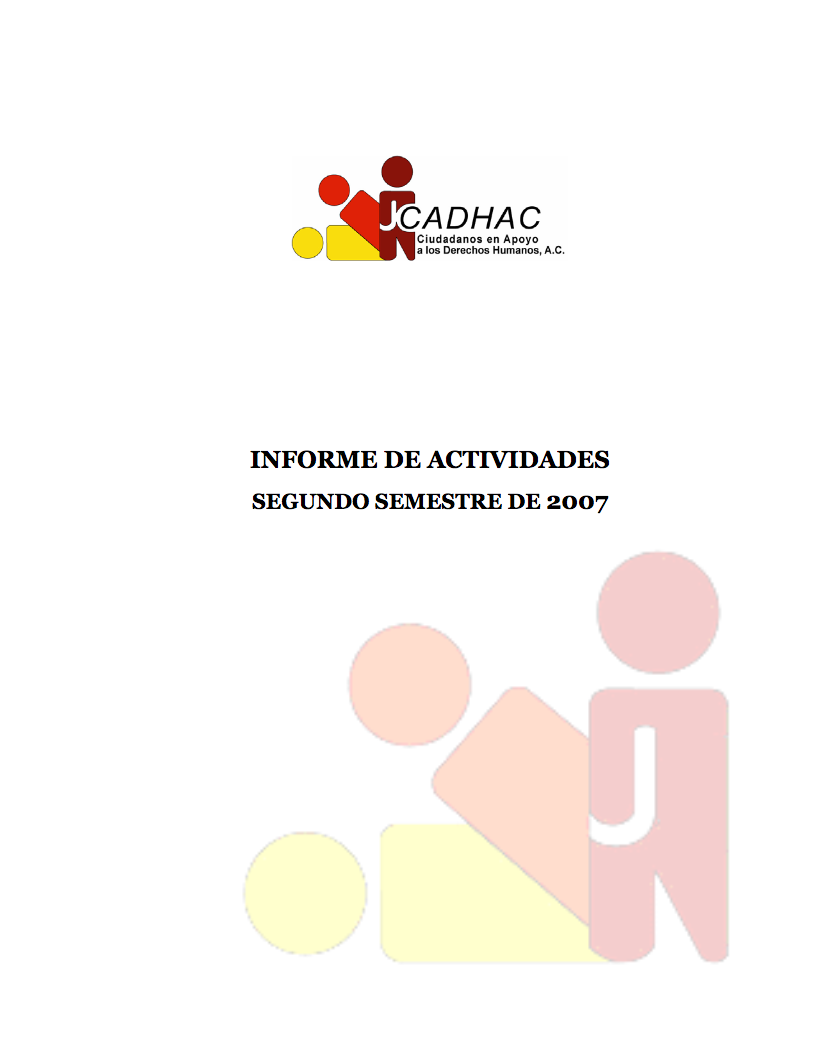 CADHAC
Ciudadanos en Apoyo
a los Derechos Humanos, A.C.
INFORME DE ACTIVIDADES
SEGUNDO SEMESTRE DE 2007